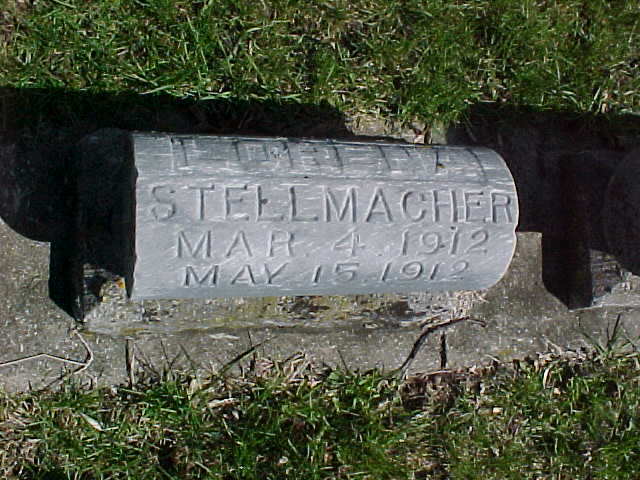 STELLMACHER
MAR. 4. 1912
MAY 15. 1912